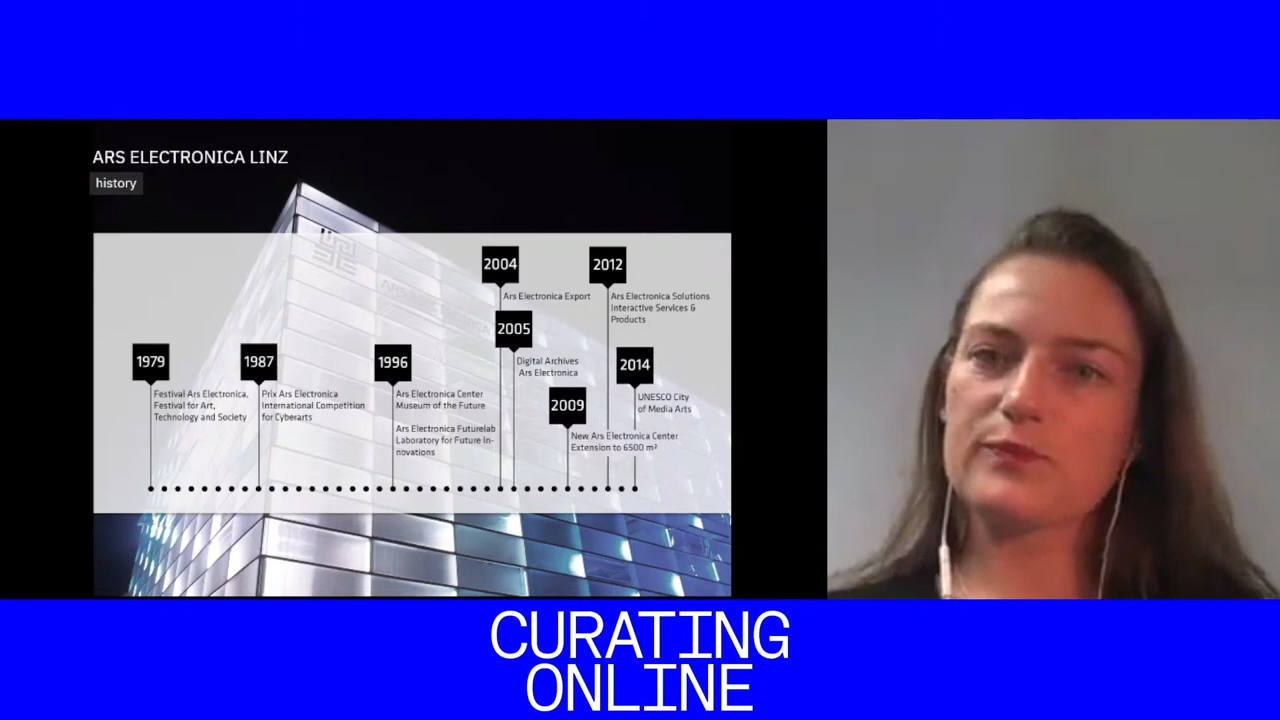 ARS ELECTRONICA LINZ
history
1979
Festival Ars Electronica,
Festival for Art,
Technology and Society
1987
Prix Ars Electronica
International Competition
for Cyberarts
1996
Ars Electronica Center
Museum of the Future
Ars Electronica Futurelab
Laboratory for Future In-
novations
2004
Ars Electronica Export
2005
Digital Archives
Ars Electronica
2009
New Ars Electronica Center
Extension to 6500 m²
2012
Ars Electronica Solutions
Interactive Services &
Products
2014
UNESCO City
of Media Arts
CURATING
ONLINE